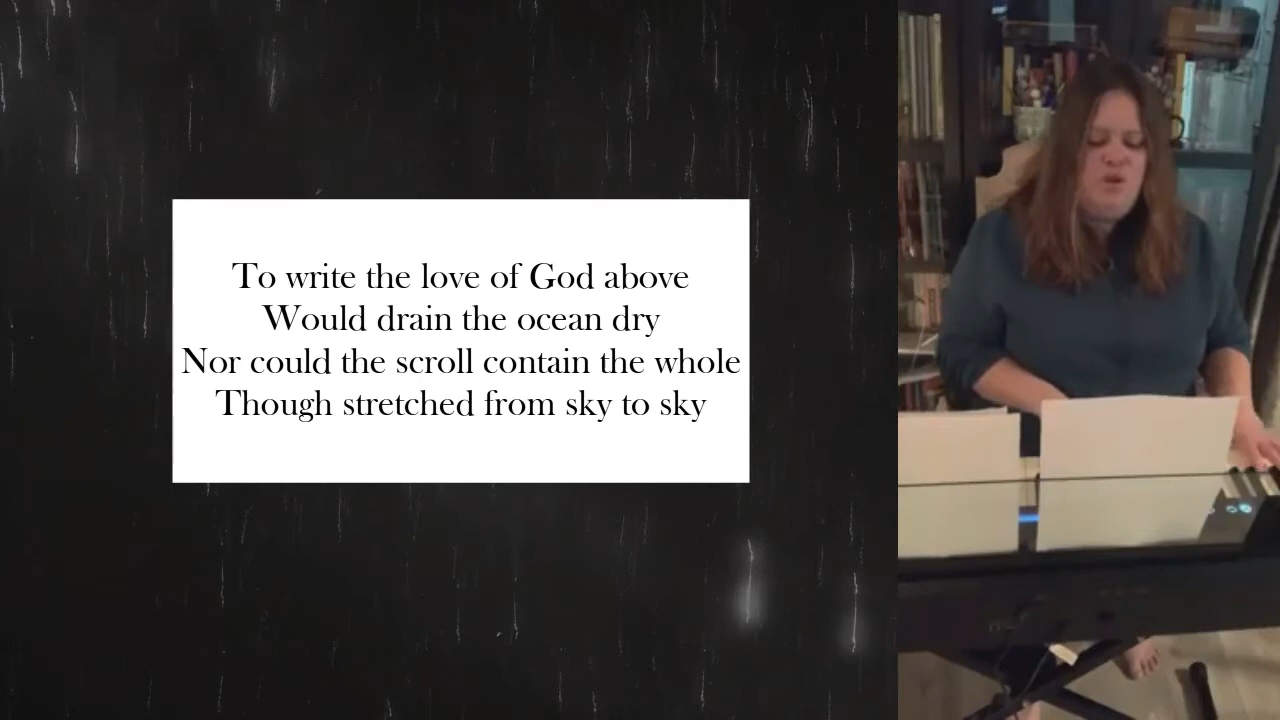 To write the love of God above
Would drain the ocean dry
Nor could the scroll contain the whole
Though stretched from sky to sky